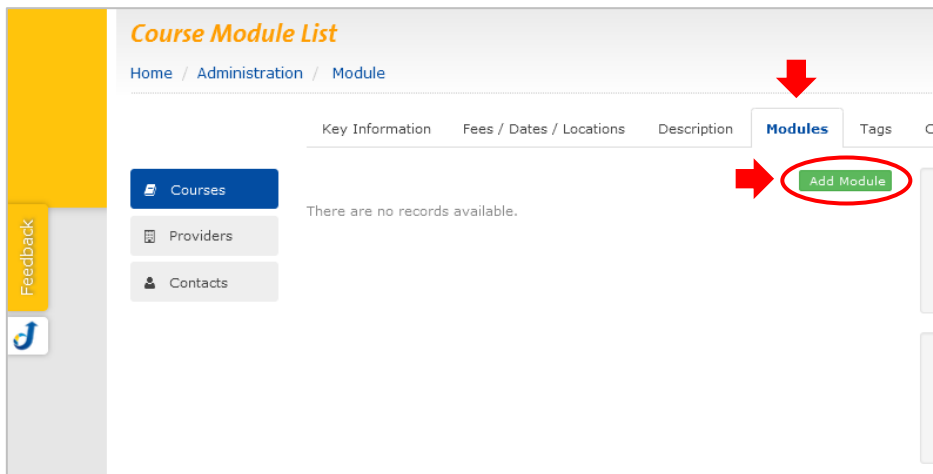 Course Module List
Home / Administration / Module
Key Information Fees / Dates / Locations Description Modules Tags C
Add Module
Courses
There are no records available.
Providers
Contacts
Feedback